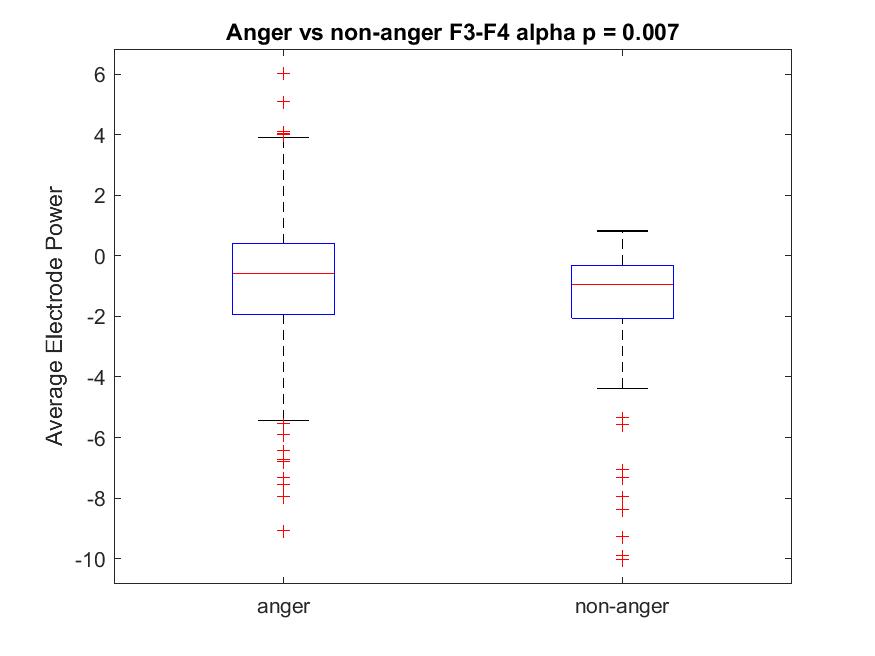 Anger vs non-anger F3-F4 alpha p = 0.007
Average Electrode Power
6
4
2
0
-2
-4
-6
-8
-10
anger
non-anger